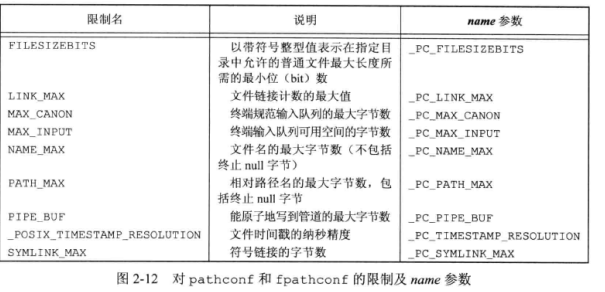 限制名 说明 name 参数
FILESIZEBITS 以带符号整型值表示在指定目 _PC_FILESIZEBITS
录中允许的普通文件最大长度所
需的最小位（bit）数
LINK_MAX 文件链接计数的最大值 _PC_LINK_MAX
MAX_CANON 终端规范输入队列的最大字节数 _PC_MAX_CANON
MAX_INPUT 终端输入队列可用空间的字节数 _PC_MAX_INPUT
NAME_MAX 文件名的最大字节数（不包括 _PC_NAME_MAX
终止 null 字节）
PATH_MAX 相对路径名的最大字节数，包 _PC_PATH_MAX
括终止 null 字节
PIPE_BUF 能原子地写到管道的最大字节数 _PC_PIPE_BUF
_POSIX_TIMESTAMP_RESOLUTION 文件时间戳的纳秒精度 _PC_TIMESTAMP_RESOLUTION
SYMLINK_MAX 符号链接的字节数 _PC_SYMLINK_MAX
图 2-12 对 pathconf 和 fpathconf 的限制及 name 参数